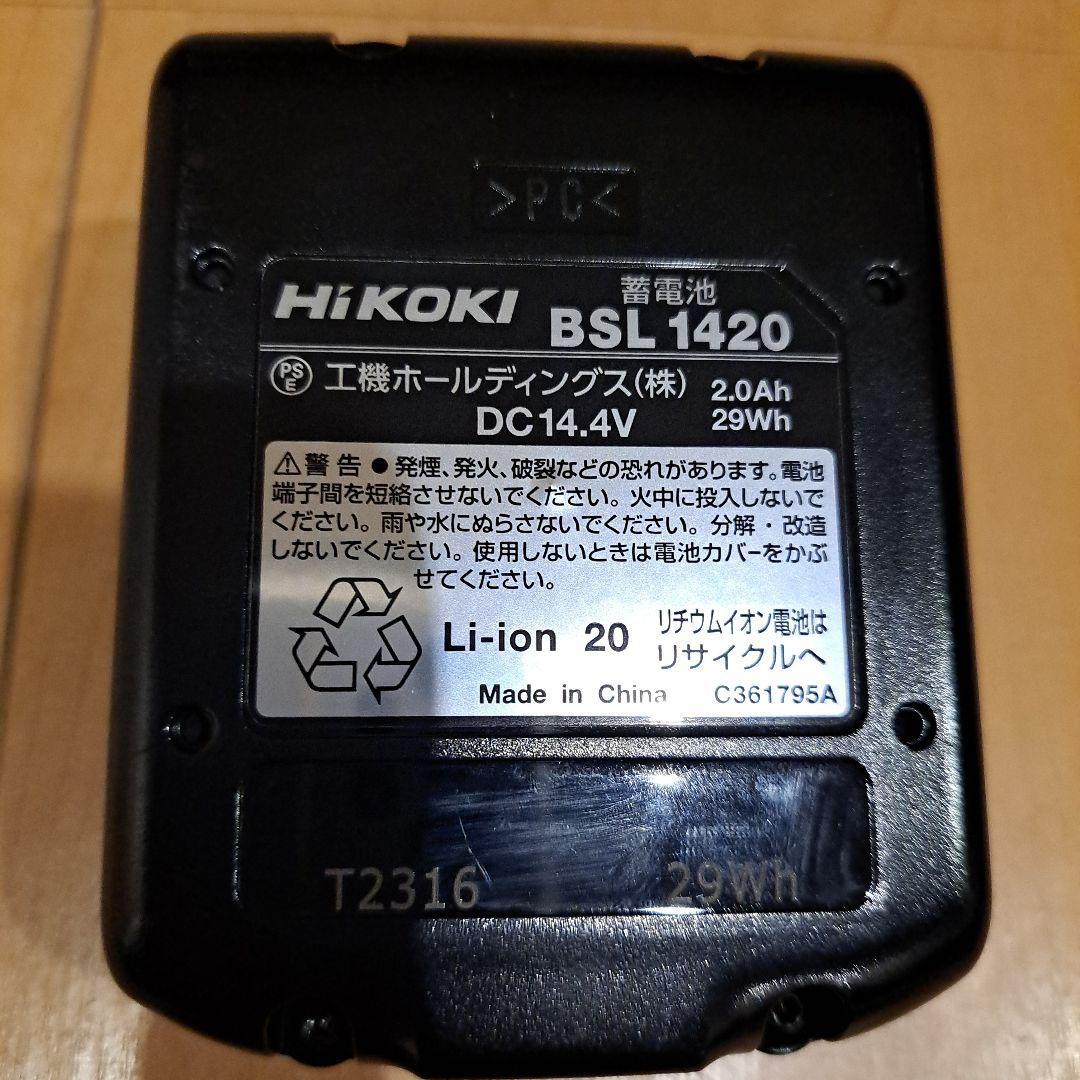 >PC<
HiKOKI 蓄電池
BSL 1420
PSE 工機ホールディングス(株) 2.0Ah
DC14.4V 29Wh
⚠警告 ● 発煙、発火、破裂などの恐れがあります。電池
端子間を短絡させないでください。火中に投入しないで
ください。雨や水にぬらさないでください。分解・改造
しないでください。使用しないときは電池カバーをかぶ
せてください。
Li-ion 20 リチウムイオン電池は
リサイクルへ
Made in China C361795A
T2316 29Wh